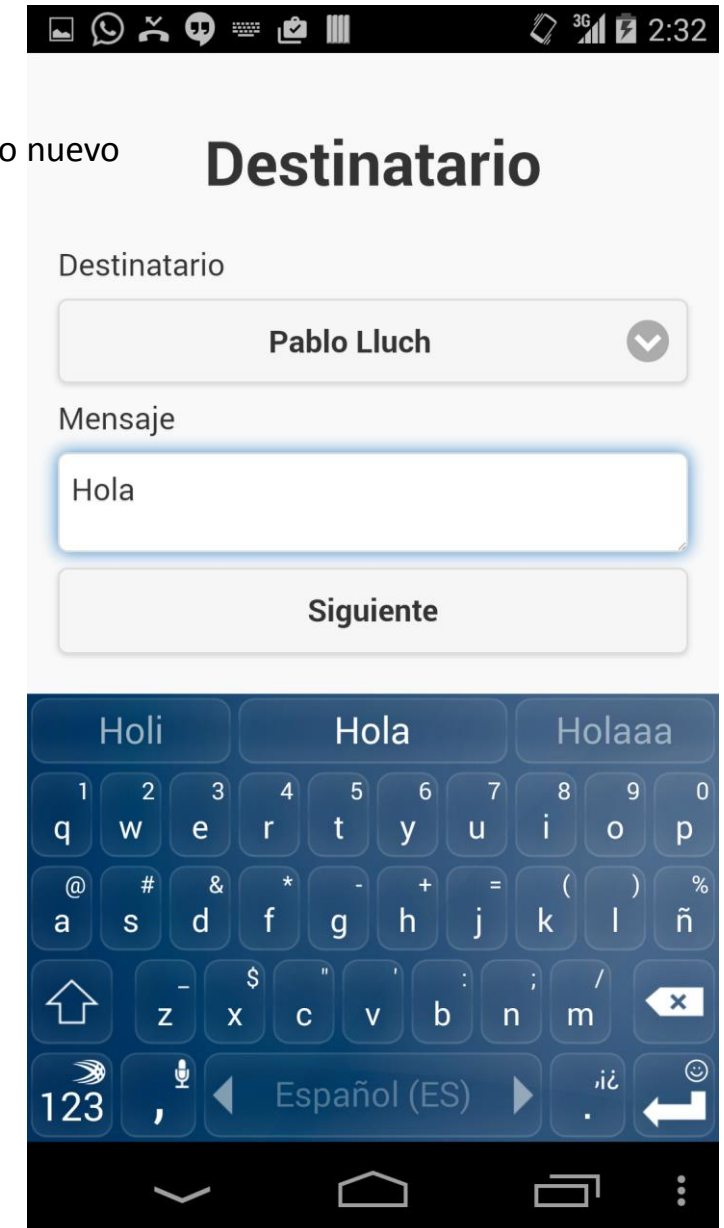 3G 2:32
o nuevo
Destinatario
Destinatario
Pablo Lluch
Mensaje
Hola
Siguiente
Holi Hola Holaaa
1 2 3 4 5 6 7 8 9 0
q w e r t y u i o p
@ # & * - + = ( ) %
a s d f g h j k l ñ
_ $ " ' : ; /
z x c v b n m
123 , Español (ES) ,¡¿ .